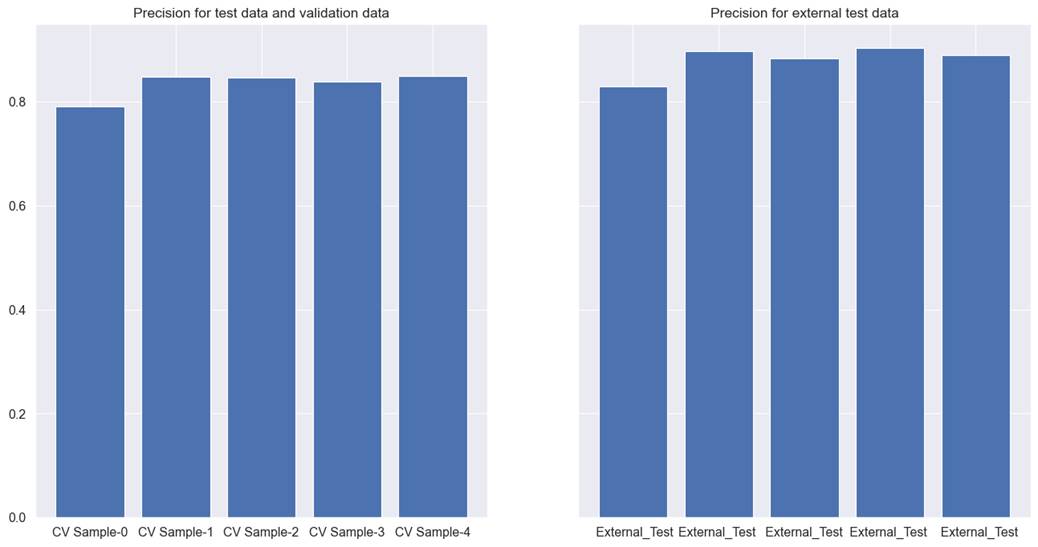 Precision for test data and validation data
0.8
0.6
0.4
0.2
0.0
CV Sample-0 CV Sample-1 CV Sample-2 CV Sample-3 CV Sample-4
Precision for external test data
External_Test External_Test External_Test External_Test External_Test